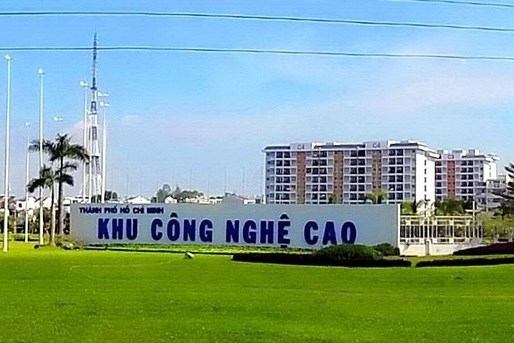 THÀNH PHỐ HỒ CHÍ MINH
KHU CÔNG NGHỆ CAO